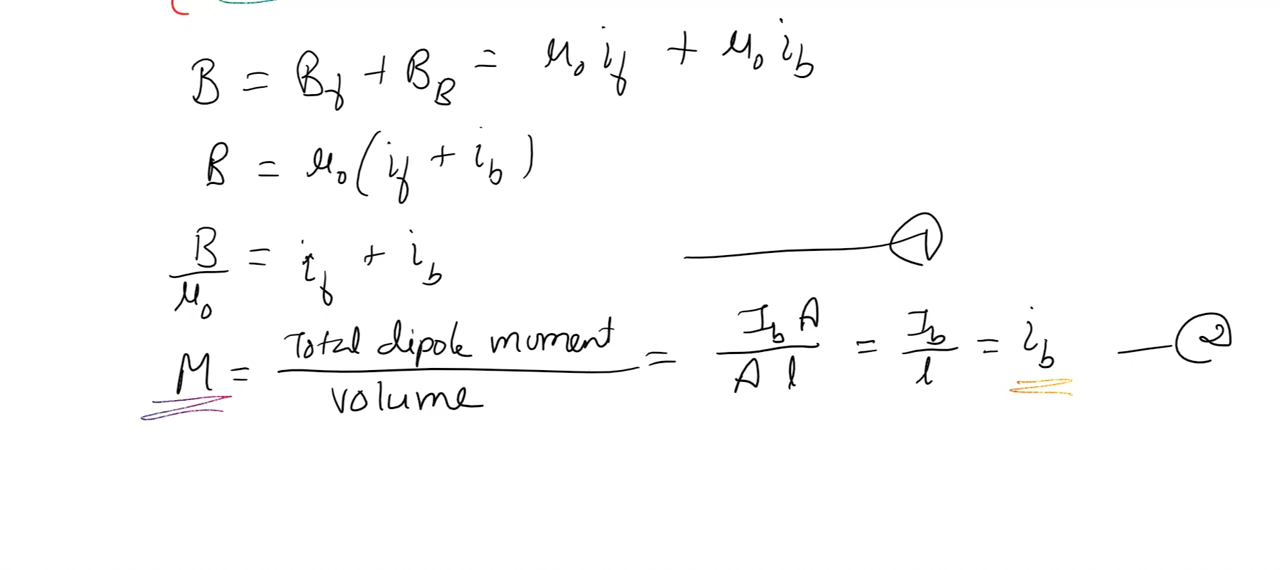 B = B_f + B_B = μ₀ i_f + μ₀ i_b
B = μ₀ (i_f + i_b)
B/μ₀ = i_f + i_b —— ①
M = Total dipole moment / volume = I_b A / A l = I_b / l = i_b —②